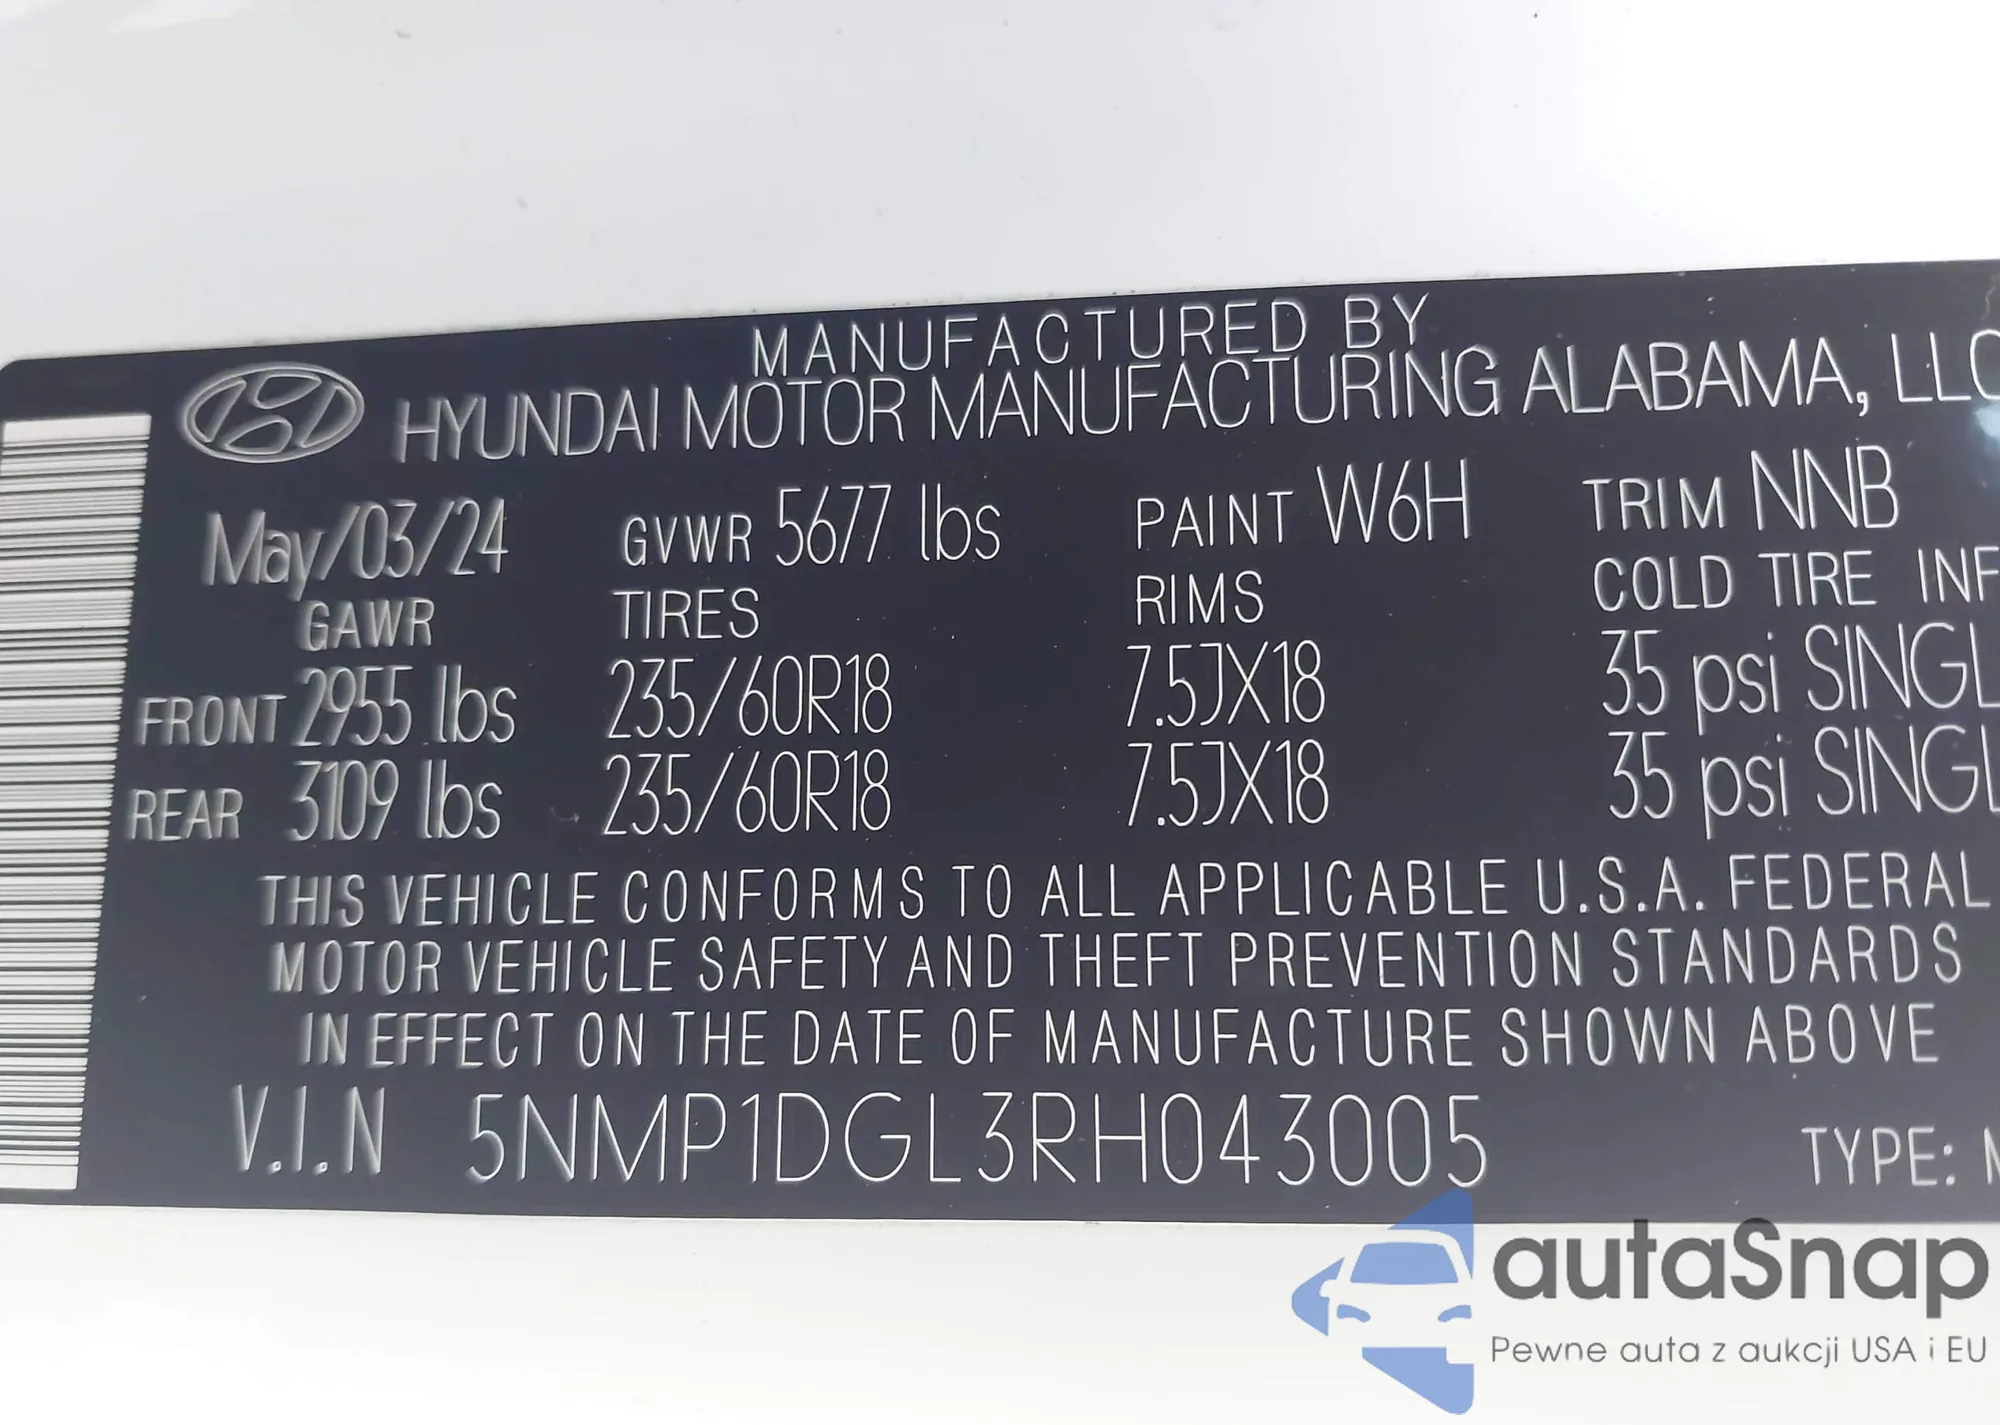 MANUFACTURED BY
HYUNDAI MOTOR MANUFACTURING ALABAMA, LLC
May/03/24 GVWR 5677 lbs PAINT W6H TRIM NNB
GAWR TIRES RIMS COLD TIRE INF
FRONT 2955 lbs 235/60R18 7.5JX18 35 psi SINGL
REAR 3109 lbs 235/60R18 7.5JX18 35 psi SINGL
THIS VEHICLE CONFORMS TO ALL APPLICABLE U.S.A. FEDERAL
MOTOR VEHICLE SAFETY AND THEFT PREVENTION STANDARDS
IN EFFECT ON THE DATE OF MANUFACTURE SHOWN ABOVE
V.I.N 5NMP1DGL3RH043005 TYPE: M
autaSnap
Pewne auta z aukcji USA i EU